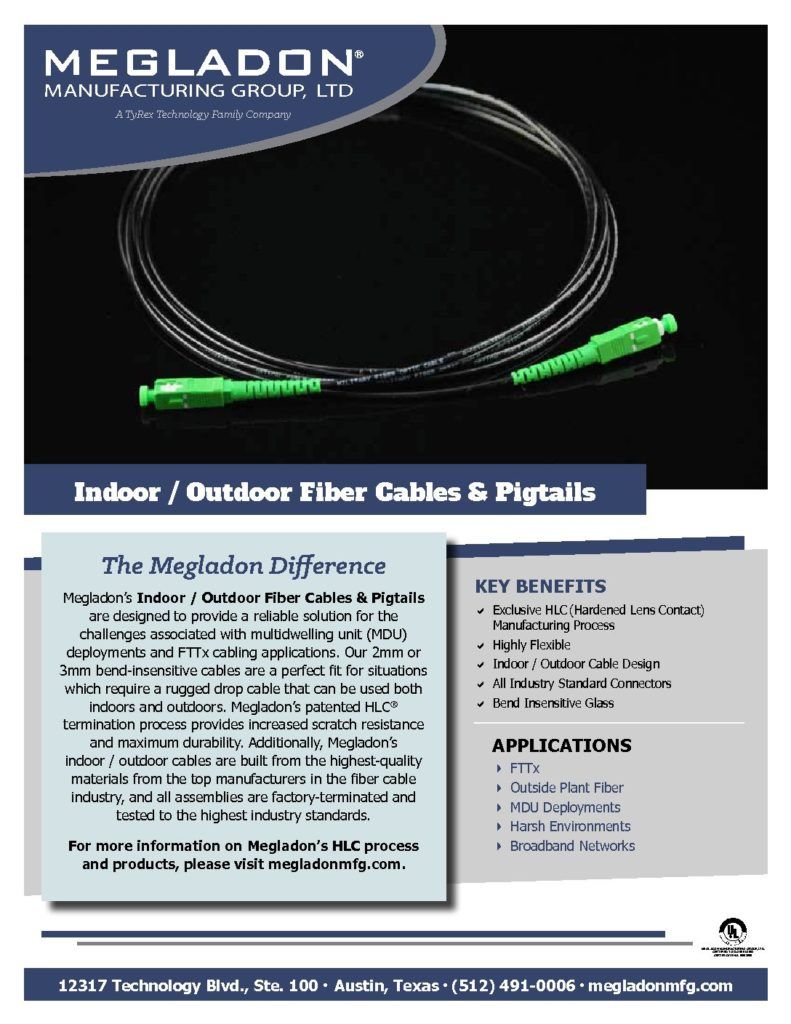 MEGLADON®
MANUFACTURING GROUP, LTD
A TyRex Technology Family Company
Indoor / Outdoor Fiber Cables & Pigtails
The Megladon Difference
Megladon's Indoor / Outdoor Fiber Cables & Pigtails
are designed to provide a reliable solution for the
challenges associated with multidwelling unit (MDU)
deployments and FTTx cabling applications. Our 2mm or
3mm bend-insensitive cables are a perfect fit for situations
which require a rugged drop cable that can be used both
indoors and outdoors. Megladon's patented HLC®
termination process provides increased scratch resistance
and maximum durability. Additionally, Megladon's
indoor / outdoor cables are built from the highest-quality
materials from the top manufacturers in the fiber cable
industry, and all assemblies are factory-terminated and
tested to the highest industry standards.
For more information on Megladon's HLC process
and products, please visit megladonmfg.com.
KEY BENEFITS
Exclusive HLC (Hardened Lens Contact)
Manufacturing Process
Highly Flexible
Indoor / Outdoor Cable Design
All Industry Standard Connectors
Bend Insensitive Glass
APPLICATIONS
FTTx
Outside Plant Fiber
MDU Deployments
Harsh Environments
Broadband Networks
UL
12317 Technology Blvd., Ste. 100 • Austin, Texas • (512) 491-0006 • megladonmfg.com